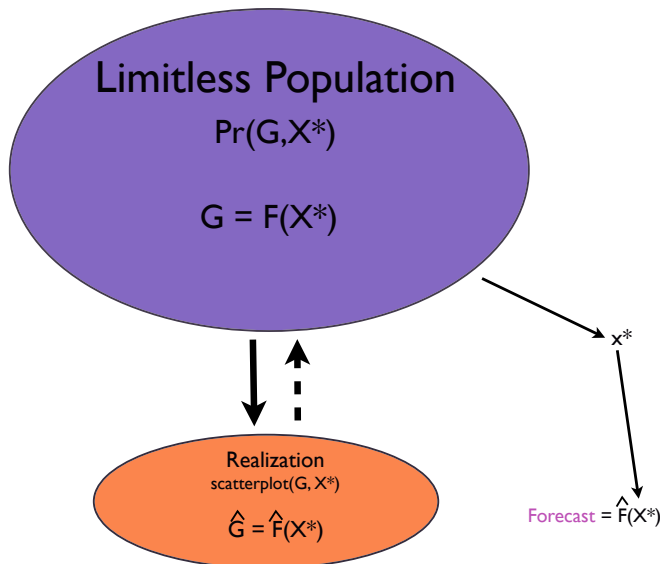 Limitless Population
Pr(G,X*)
G = F(X*)
x*
Realization
scatterplot(G, X*)
Ĝ = F̂(X*)
Forecast = F̂(X*)